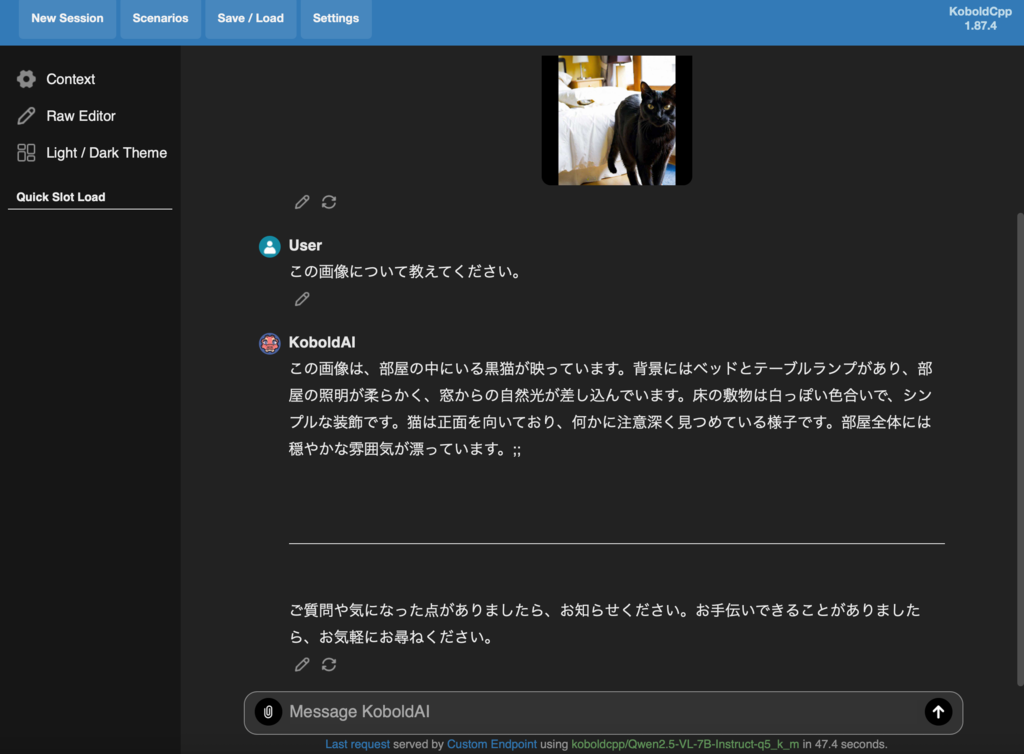 New Session
Scenarios
Save / Load
Settings
KoboldCpp
1.87.4
Context
Raw Editor
Light / Dark Theme
Quick Slot Load
User
この画像について教えてください。
KoboldAI
この画像は、部屋の中にいる黒猫が映っています。背景にはベッドとテーブルランプがあり、部
屋の照明が柔らかく、窓からの自然光が差し込んでいます。床の敷物は白っぽい色合いで、シン
プルな装飾です。猫は正面を向いており、何かに注意深く見つめている様子です。部屋全体には
穏やかな雰囲気が漂っています。;;
ご質問や気になった点がありましたら、お知らせください。お手伝いできることがありました
ら、お気軽にお尋ねください。
Message KoboldAI
Last request served by Custom Endpoint using koboldcpp/Qwen2.5-VL-7B-Instruct-q5_k_m in 47.4 seconds.